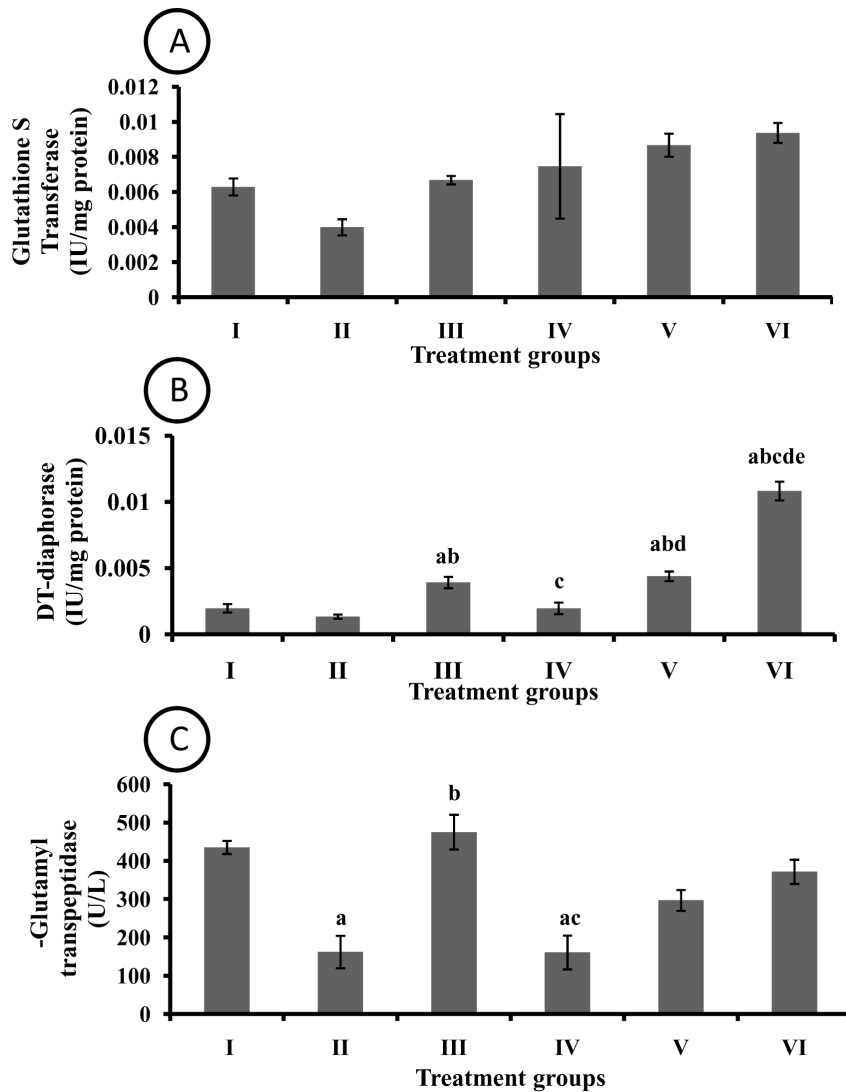 A
Glutathione S
Transferase
(IU/mg protein)
0.012
0.01
0.008
0.006
0.004
0.002
0
I II III IV V VI
Treatment groups
B
DT-diaphorase
(IU/mg protein)
0.015
0.01
0.005
0
ab c abd abcde
I II III IV V VI
Treatment groups
C
-Glutamyl
transpeptidase
(U/L)
600
500
400
300
200
100
0
a b ac
I II III IV V VI
Treatment groups